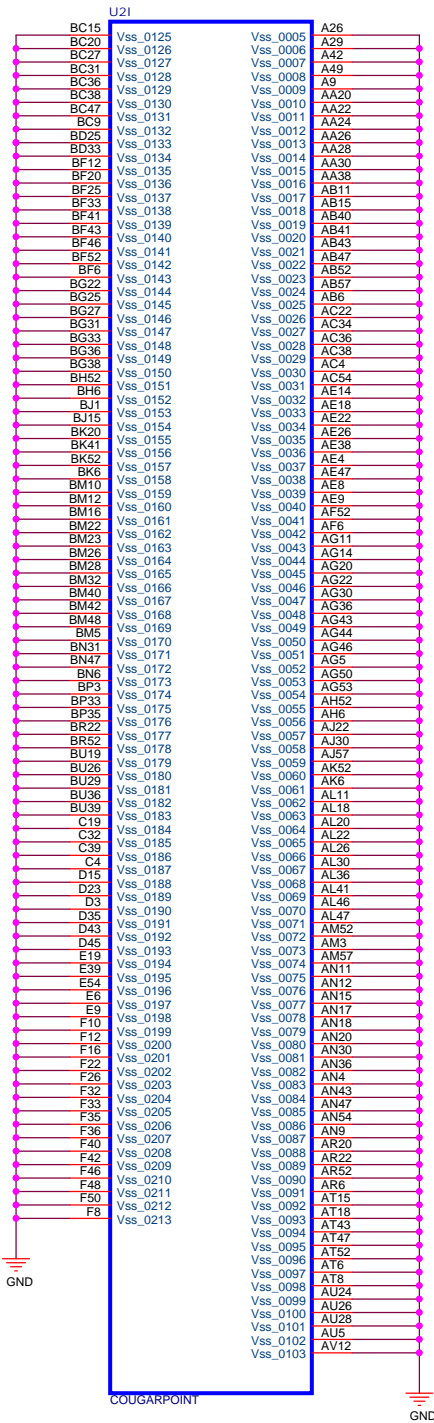 U2I
BC15 Vss_0125 Vss_0005 A26
BC20 Vss_0126 Vss_0006 A29
BC27 Vss_0127 Vss_0007 A42
BC31 Vss_0128 Vss_0008 A49
BC36 Vss_0129 Vss_0009 A9
BC38 Vss_0130 Vss_0010 AA20
BC47 Vss_0131 Vss_0011 AA22
BC9 Vss_0132 Vss_0012 AA24
BD25 Vss_0133 Vss_0013 AA26
BD33 Vss_0134 Vss_0014 AA28
BF12 Vss_0135 Vss_0015 AA30
BF20 Vss_0136 Vss_0016 AA38
BF25 Vss_0137 Vss_0017 AB11
BF33 Vss_0138 Vss_0018 AB15
BF41 Vss_0139 Vss_0019 AB40
BF43 Vss_0140 Vss_0020 AB41
BF46 Vss_0141 Vss_0021 AB43
BF52 Vss_0142 Vss_0022 AB47
BF6 Vss_0143 Vss_0023 AB52
BG22 Vss_0144 Vss_0024 AB57
BG25 Vss_0145 Vss_0025 AB6
BG27 Vss_0146 Vss_0026 AC22
BG31 Vss_0147 Vss_0027 AC34
BG33 Vss_0148 Vss_0028 AC36
BG36 Vss_0149 Vss_0029 AC38
BG38 Vss_0150 Vss_0030 AC4
BH52 Vss_0151 Vss_0031 AC54
BH6 Vss_0152 Vss_0032 AE14
BJ1 Vss_0153 Vss_0033 AE18
BJ15 Vss_0154 Vss_0034 AE22
BK20 Vss_0155 Vss_0035 AE26
BK41 Vss_0156 Vss_0036 AE38
BK52 Vss_0157 Vss_0037 AE4
BK6 Vss_0158 Vss_0038 AE47
BM10 Vss_0159 Vss_0039 AE8
BM12 Vss_0160 Vss_0040 AE9
BM16 Vss_0161 Vss_0041 AF52
BM22 Vss_0162 Vss_0042 AF6
BM23 Vss_0163 Vss_0043 AG11
BM26 Vss_0164 Vss_0044 AG14
BM28 Vss_0165 Vss_0045 AG20
BM32 Vss_0166 Vss_0046 AG22
BM40 Vss_0167 Vss_0047 AG30
BM42 Vss_0168 Vss_0048 AG36
BM48 Vss_0169 Vss_0049 AG43
BM5 Vss_0170 Vss_0050 AG44
BN31 Vss_0171 Vss_0051 AG46
BN47 Vss_0172 Vss_0052 AG5
BN6 Vss_0173 Vss_0053 AG50
BP3 Vss_0174 Vss_0054 AG53
BP33 Vss_0175 Vss_0055 AH52
BP35 Vss_0176 Vss_0056 AH6
BR22 Vss_0177 Vss_0057 AJ22
BR52 Vss_0178 Vss_0058 AJ30
BU19 Vss_0179 Vss_0059 AJ57
BU26 Vss_0180 Vss_0060 AK52
BU29 Vss_0181 Vss_0061 AK6
BU36 Vss_0182 Vss_0062 AL11
BU39 Vss_0183 Vss_0063 AL18
C19 Vss_0184 Vss_0064 AL20
C32 Vss_0185 Vss_0065 AL22
C39 Vss_0186 Vss_0066 AL26
C4 Vss_0187 Vss_0067 AL30
D15 Vss_0188 Vss_0068 AL36
D23 Vss_0189 Vss_0069 AL41
D3 Vss_0190 Vss_0070 AL46
D35 Vss_0191 Vss_0071 AL47
D43 Vss_0192 Vss_0072 AM52
D45 Vss_0193 Vss_0073 AM3
E19 Vss_0194 Vss_0074 AM57
E39 Vss_0195 Vss_0075 AN11
E54 Vss_0196 Vss_0076 AN12
E6 Vss_0197 Vss_0077 AN15
E9 Vss_0198 Vss_0078 AN17
F10 Vss_0199 Vss_0079 AN18
F12 Vss_0200 Vss_0080 AN20
F16 Vss_0201 Vss_0081 AN30
F22 Vss_0202 Vss_0082 AN36
F26 Vss_0203 Vss_0083 AN4
F32 Vss_0204 Vss_0084 AN43
F33 Vss_0205 Vss_0085 AN47
F35 Vss_0206 Vss_0086 AN54
F36 Vss_0207 Vss_0087 AN9
F40 Vss_0208 Vss_0088 AR20
F42 Vss_0209 Vss_0089 AR22
F46 Vss_0210 Vss_0090 AR52
F48 Vss_0211 Vss_0091 AR6
F50 Vss_0212 Vss_0092 AT15
F8 Vss_0213 Vss_0093 AT18
Vss_0094 AT43
Vss_0095 AT47
Vss_0096 AT52
Vss_0097 AT6
Vss_0098 AT8
Vss_0099 AU24
Vss_0100 AU26
Vss_0101 AU28
Vss_0102 AU5
Vss_0103 AV12
GND
COUGARPOINT
GND